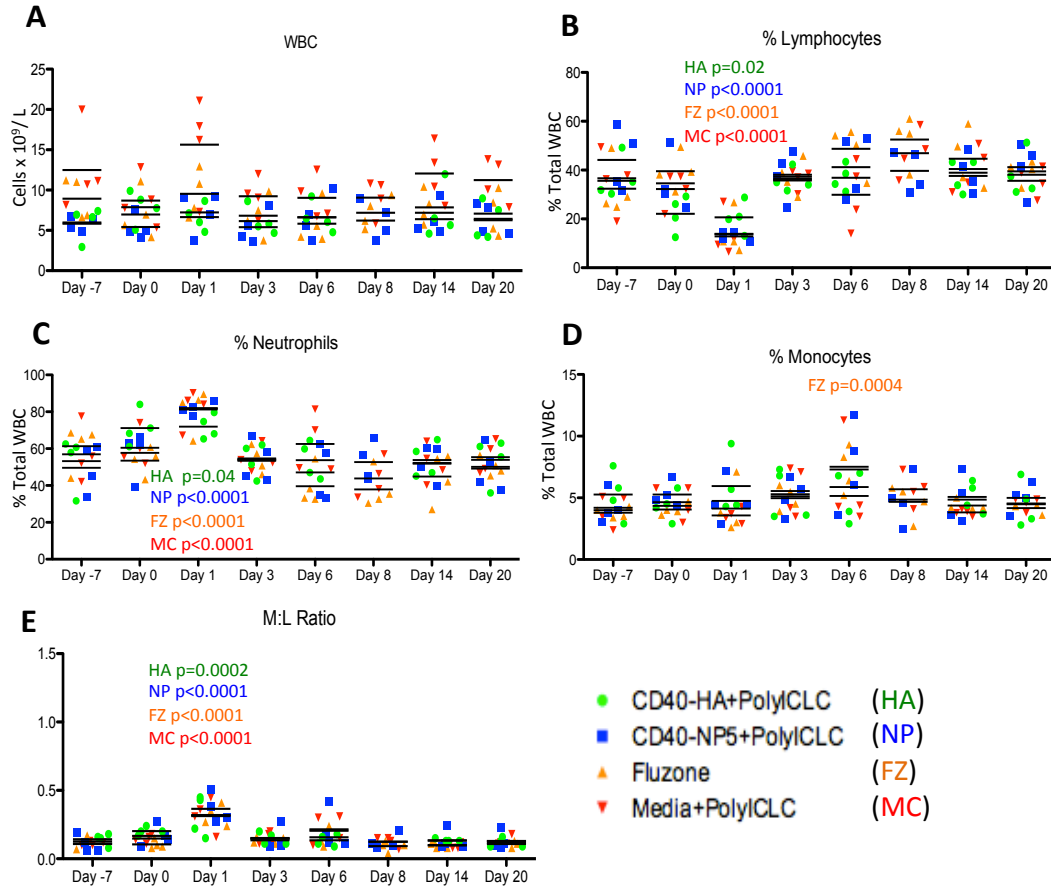 A
WBC
Cells x 10⁹/ L
25
20
15
10
5
0
Day -7 Day 0 Day 1 Day 3 Day 6 Day 8 Day 14 Day 20
B
% Lymphocytes
HA p=0.02
NP p<0.0001
FZ p<0.0001
MC p<0.0001
% Total WBC
80
60
40
20
0
Day -7 Day 0 Day 1 Day 3 Day 6 Day 8 Day 14 Day 20
C
% Neutrophils
% Total WBC
100
80
60
40
20
0
HA p=0.04
NP p<0.0001
FZ p<0.0001
MC p<0.0001
Day -7 Day 0 Day 1 Day 3 Day 6 Day 8 Day 14 Day 20
D
% Monocytes
FZ p=0.0004
% Total WBC
15
10
5
0
Day -7 Day 0 Day 1 Day 3 Day 6 Day 8 Day 14 Day 20
E
M:L Ratio
1.5
1.0
0.5
0.0
HA p=0.0002
NP p<0.0001
FZ p<0.0001
MC p<0.0001
Day -7 Day 0 Day 1 Day 3 Day 6 Day 8 Day 14 Day 20
CD40-HA+PolyICLC (HA)
CD40-NP5+PolyICLC (NP)
Fluzone (FZ)
Media+PolyICLC (MC)